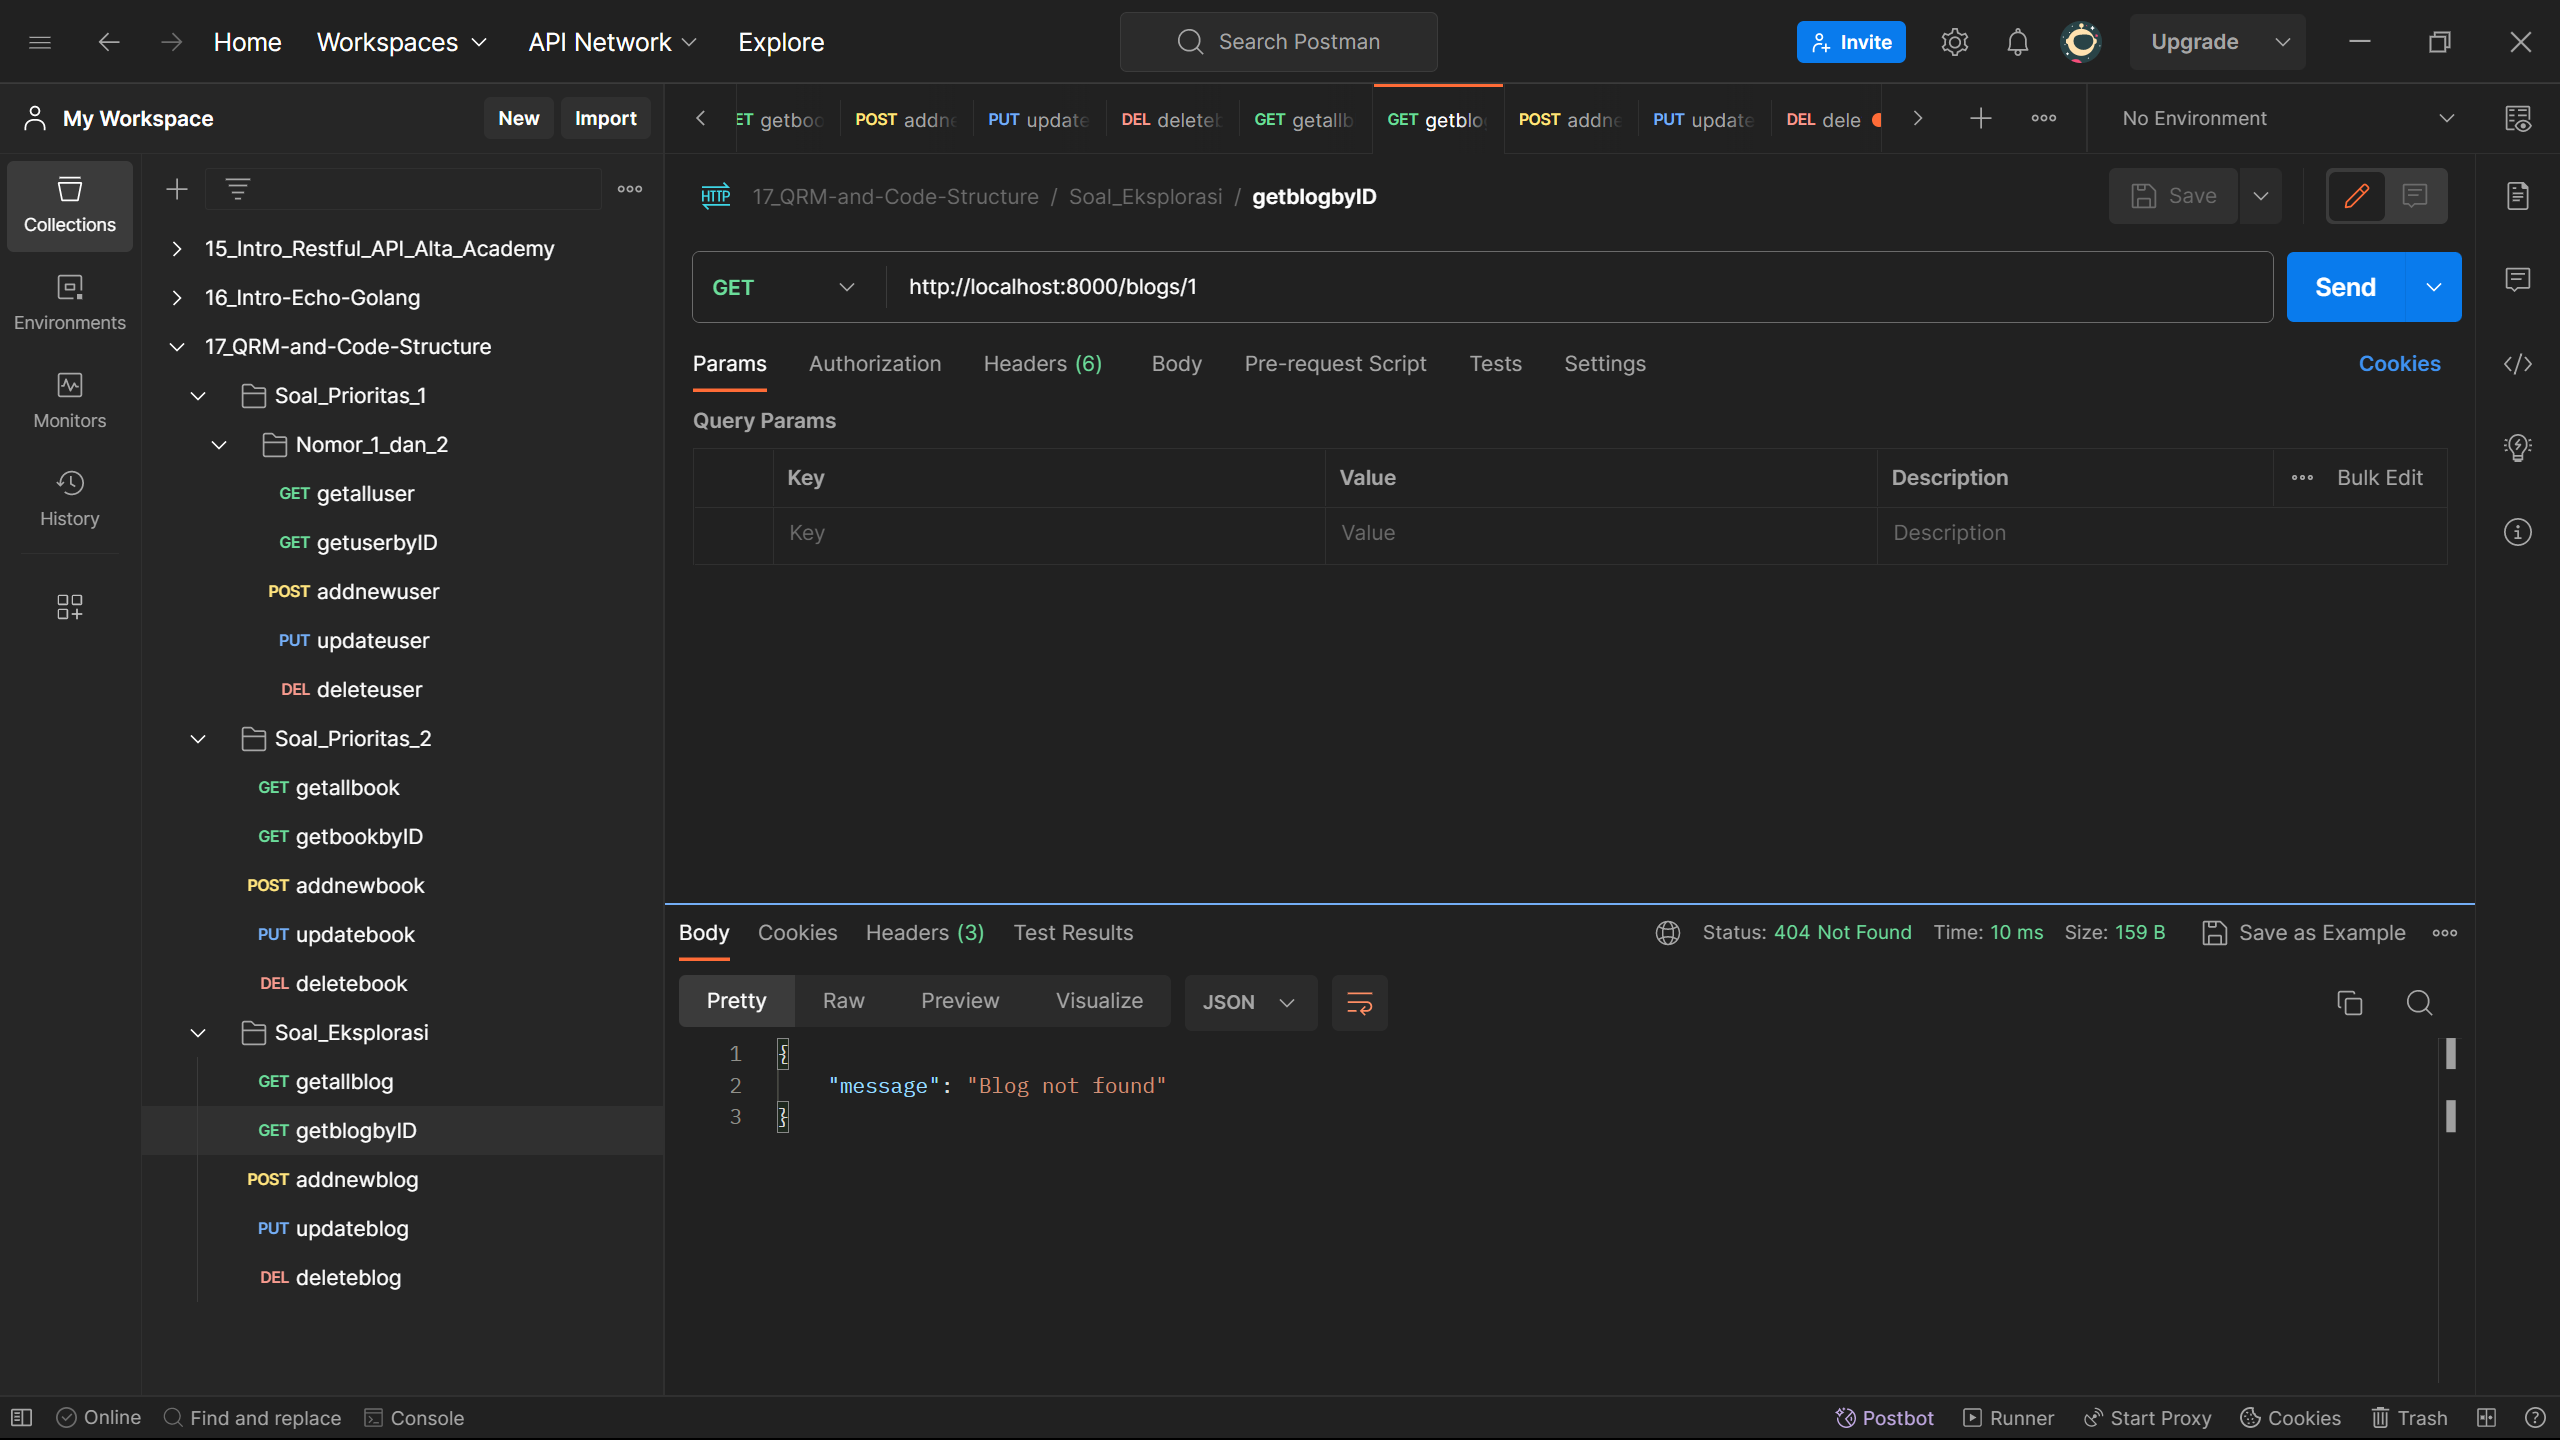 Home Workspaces API Network Explore Search Postman Invite Upgrade
My Workspace New Import
ET getboo POST addne PUT update DEL deleteb GET getallb GET getblog POST addne PUT update DEL dele No Environment
Collections
Environments
Monitors
History
15_Intro_Restful_API_Alta_Academy
16_Intro-Echo-Golang
17_QRM-and-Code-Structure
Soal_Prioritas_1
Nomor_1_dan_2
GET getalluser
GET getuserbyID
POST addnewuser
PUT updateuser
DEL deleteuser
Soal_Prioritas_2
GET getallbook
GET getbookbyID
POST addnewbook
PUT updatebook
DEL deletebook
Soal_Eksplorasi
GET getallblog
GET getblogbyID
POST addnewblog
PUT updateblog
DEL deleteblog
HTTP 17_QRM-and-Code-Structure / Soal_Eksplorasi / getblogbyID Save
GET http://localhost:8000/blogs/1 Send
Params Authorization Headers (6) Body Pre-request Script Tests Settings Cookies
Query Params
Key Value Description Bulk Edit
Key Value Description
Body Cookies Headers (3) Test Results Status: 404 Not Found Time: 10 ms Size: 159 B Save as Example
Pretty Raw Preview Visualize JSON
1 {
2 "message": "Blog not found"
3 }
Online Find and replace Console Postbot Runner Start Proxy Cookies Trash